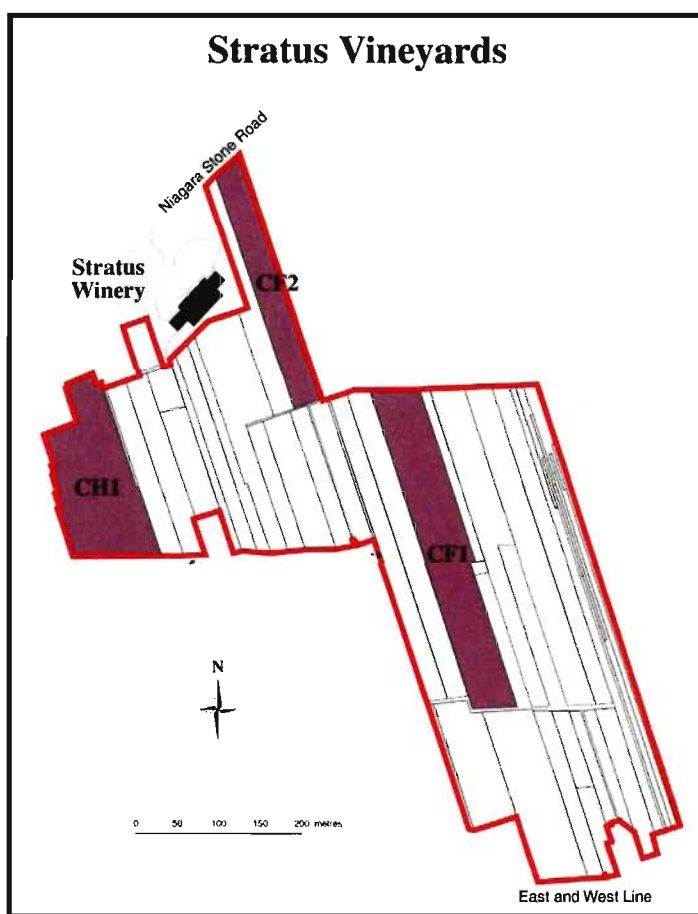 Stratus Vineyards
Niagara Stone Road
Stratus
Winery
CF2
CH1
CF1
N
0 50 100 150 200 metres
East and West Line